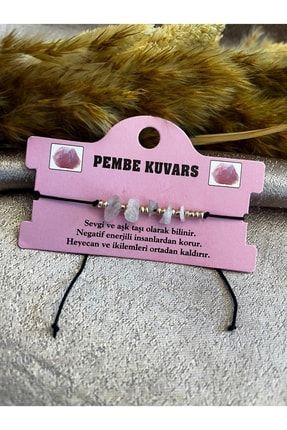 PEMBE KUVARS
Sevgi ve aşk taşı olarak bilinir.
Negatif enerjili insanlardan korur.
Heyecan ve ikilemleri ortadan kaldırır.